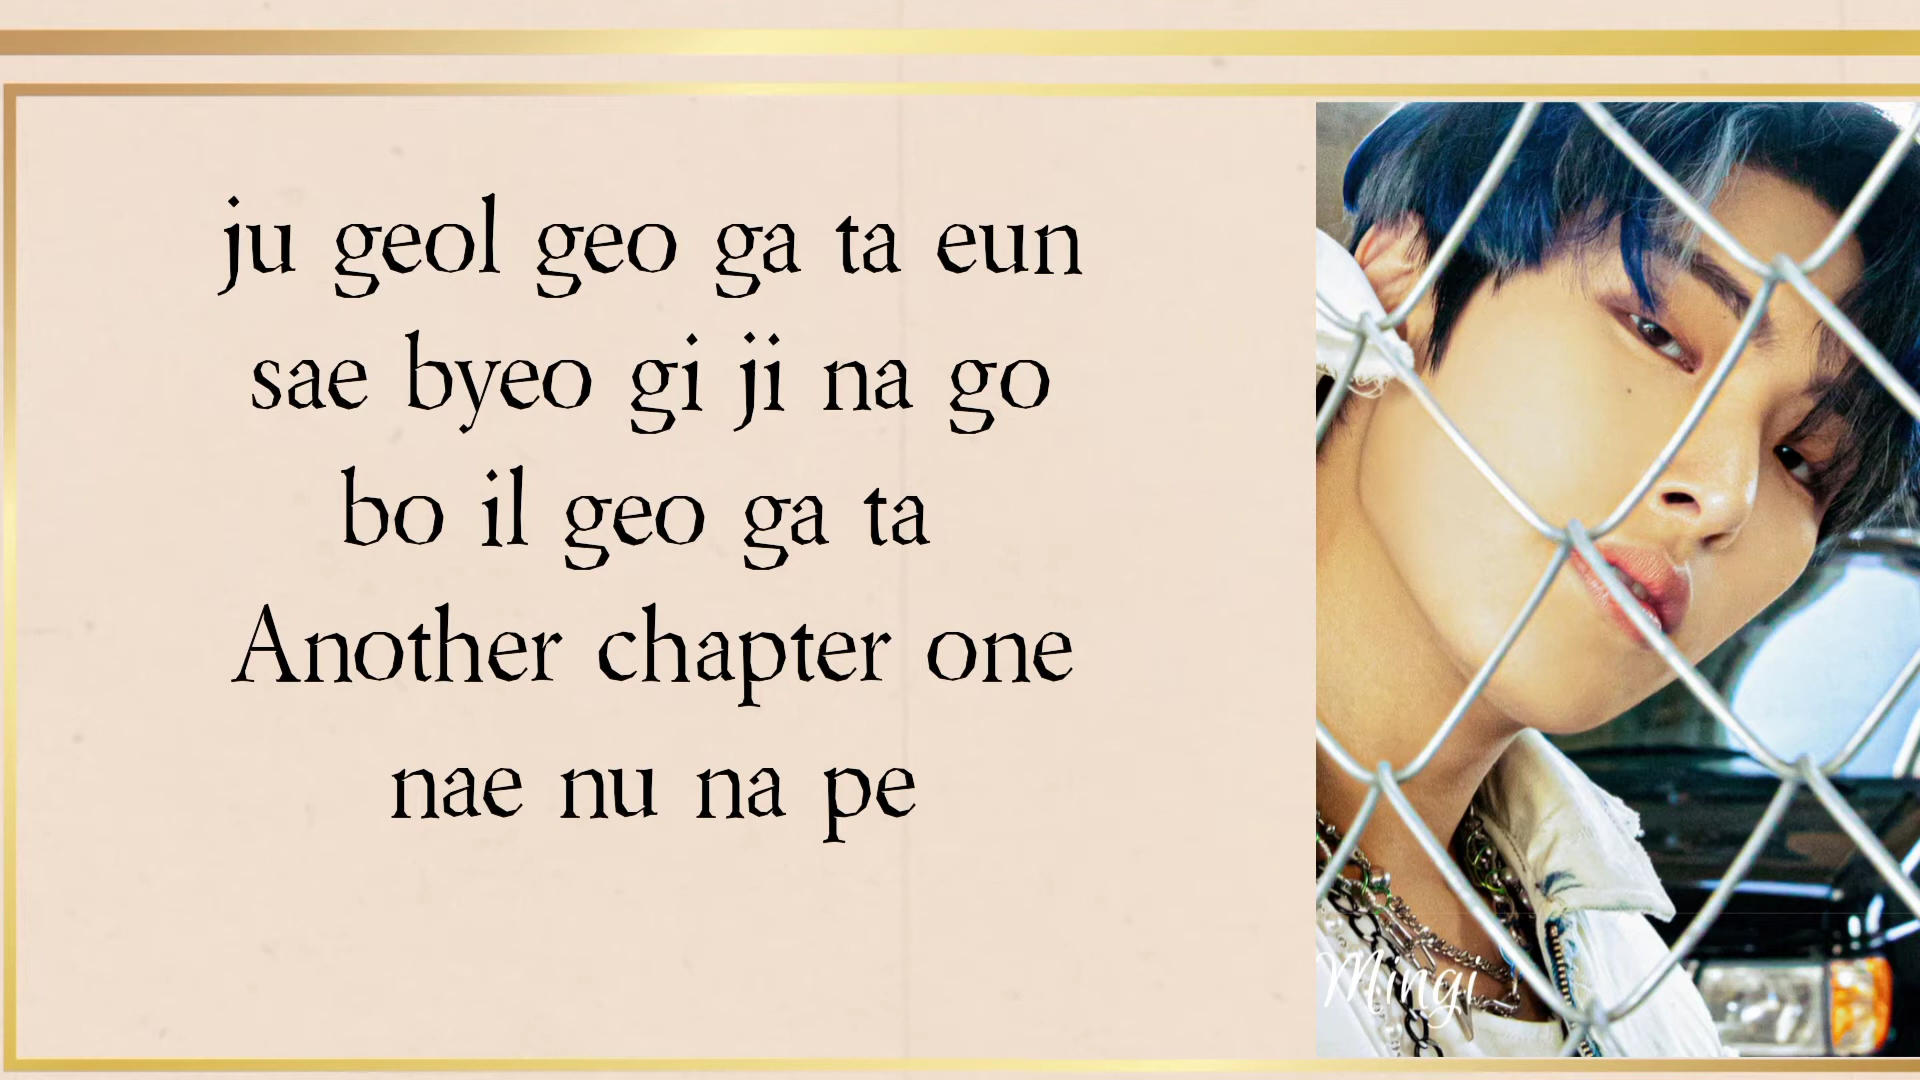 ju geol geo ga ta eun
sae byeo gi ji na go
bo il geo ga ta
Another chapter one
nae nu na pe
Mingi